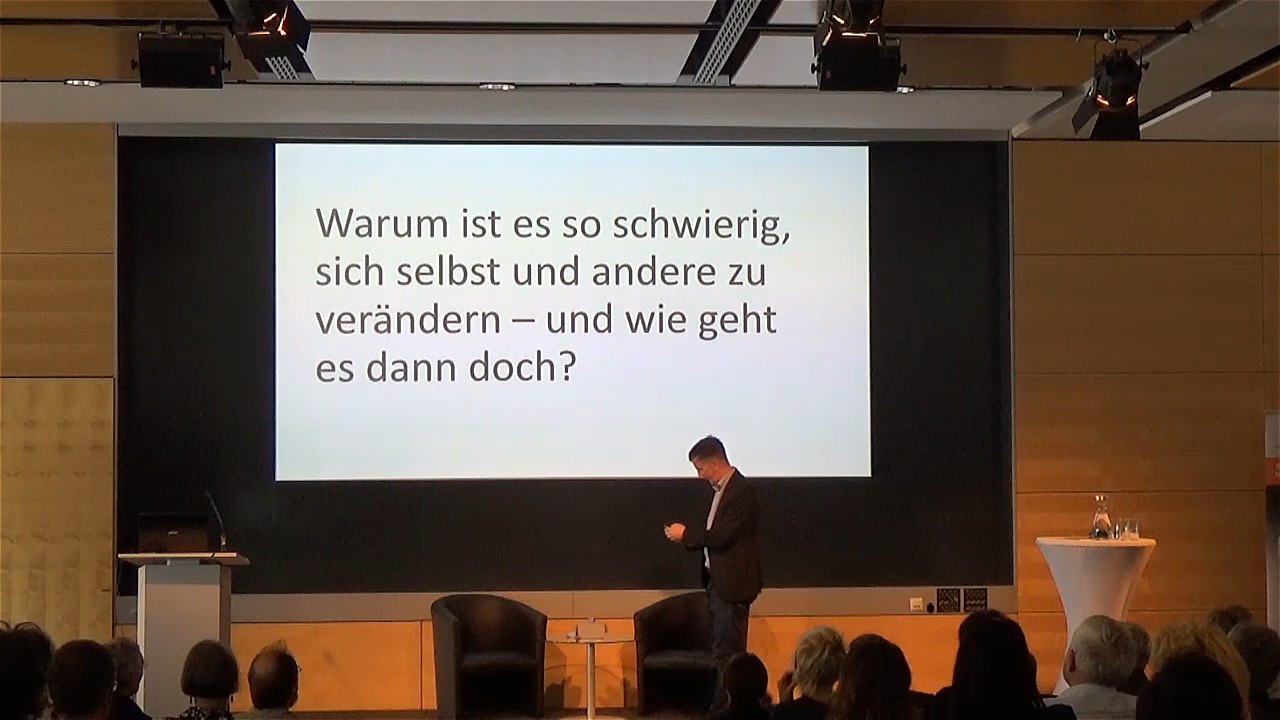 Warum ist es so schwierig,
sich selbst und andere zu
verändern – und wie geht
es dann doch?